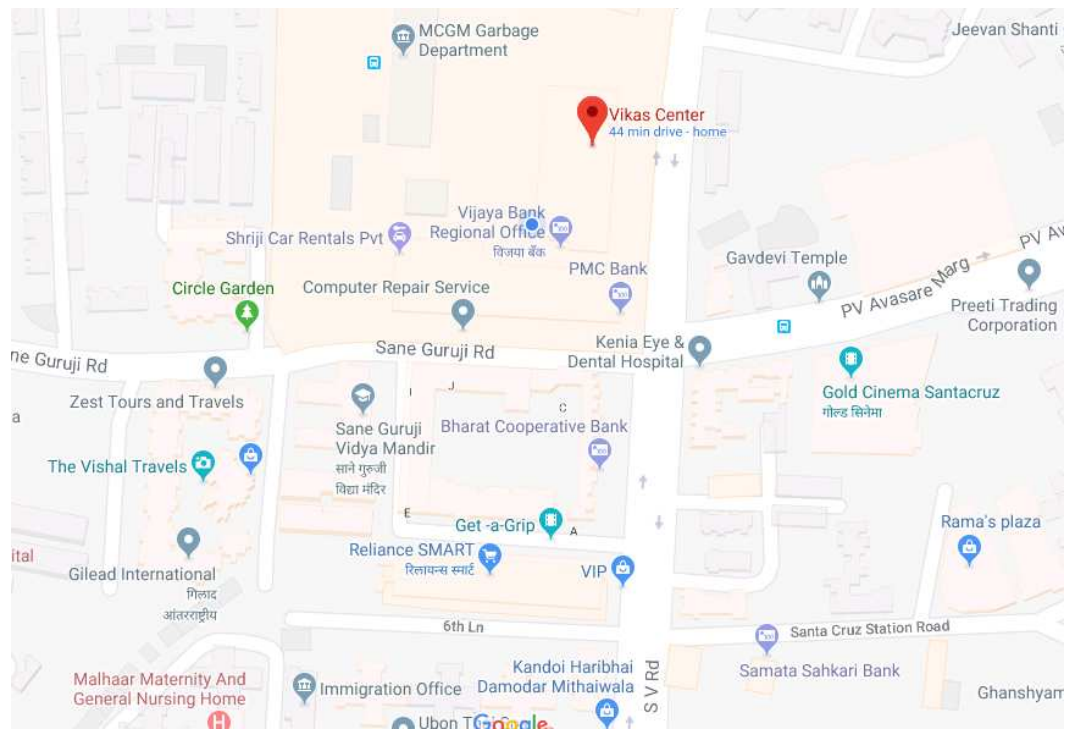 MCGM Garbage
Department
Jeevan Shanti
Vikas Center
44 min drive - home
Vijaya Bank
Regional Office
विजया बँक
Shriji Car Rentals Pvt
PMC Bank
Gavdevi Temple
PV Avasare Marg
PV Av
Circle Garden
Computer Repair Service
Preeti Trading
Corporation
Sane Guruji Rd
Kenia Eye &
Dental Hospital
ne Guruji Rd
Zest Tours and Travels
J
C
Gold Cinema Santacruz
गोल्ड सिनेमा
a
Sane Guruji
Vidya Mandir
साने गुरुजी
विद्या मंदिर
Bharat Cooperative Bank
The Vishal Travels
E
Get -a-Grip
A
Rama's plaza
ital
Gilead International
गिलाद
आंतरराष्ट्रीय
Reliance SMART
रिलायन्स स्मार्ट
VIP
6th Ln
Santa Cruz Station Road
Samata Sahkari Bank
Malhaar Maternity And
General Nursing Home
Immigration Office
Kandoi Haribhai
Damodar Mithaiwala
S V Rd
Ghanshyam
Ubon
Google